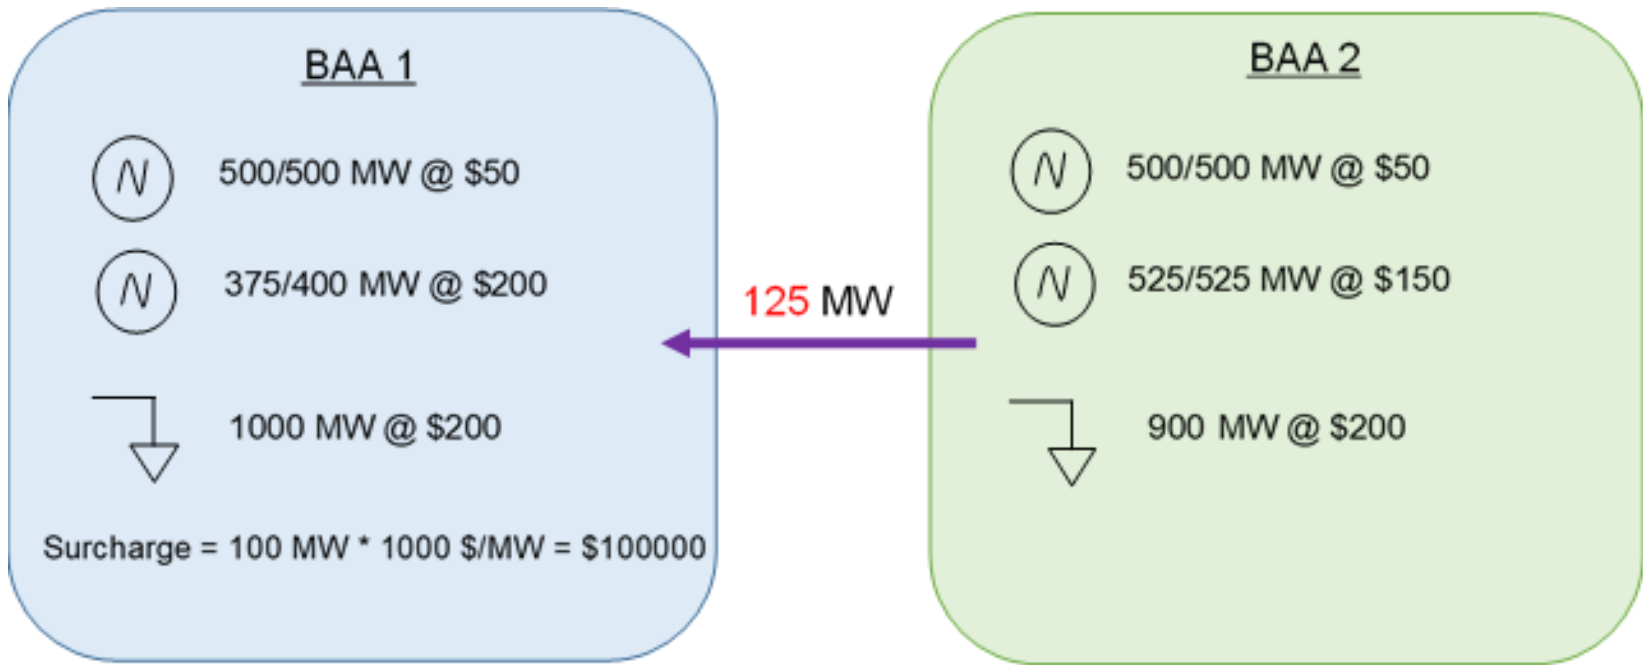 BAA 1
500/500 MW @ $50
375/400 MW @ $200
1000 MW @ $200
Surcharge = 100 MW * 1000 $/MW = $100000
125 MW
BAA 2
500/500 MW @ $50
525/525 MW @ $150
900 MW @ $200